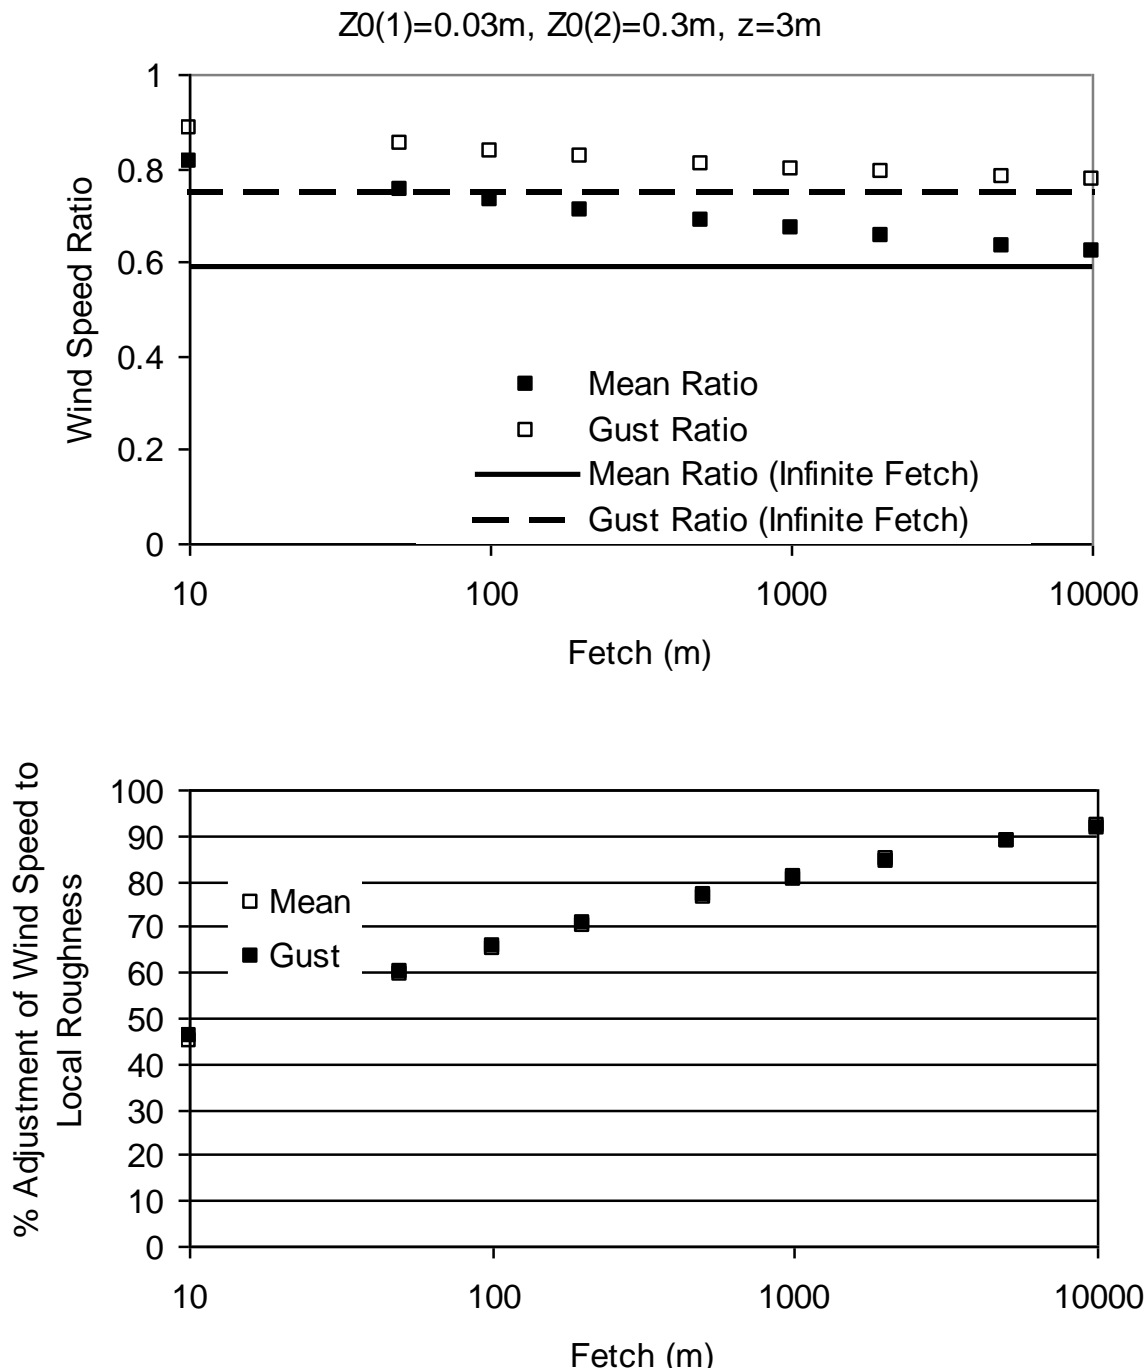 Z0(1)=0.03m, Z0(2)=0.3m, z=3m
1
0.8
0.6
0.4
0.2
0
Wind Speed Ratio
Mean Ratio
Gust Ratio
Mean Ratio (Infinite Fetch)
Gust Ratio (Infinite Fetch)
10
100
1000
10000
Fetch (m)
% Adjustment of Wind Speed to
Local Roughness
100
90
80
70
60
50
40
30
20
10
0
Mean
Gust
10
100
1000
10000
Fetch (m)